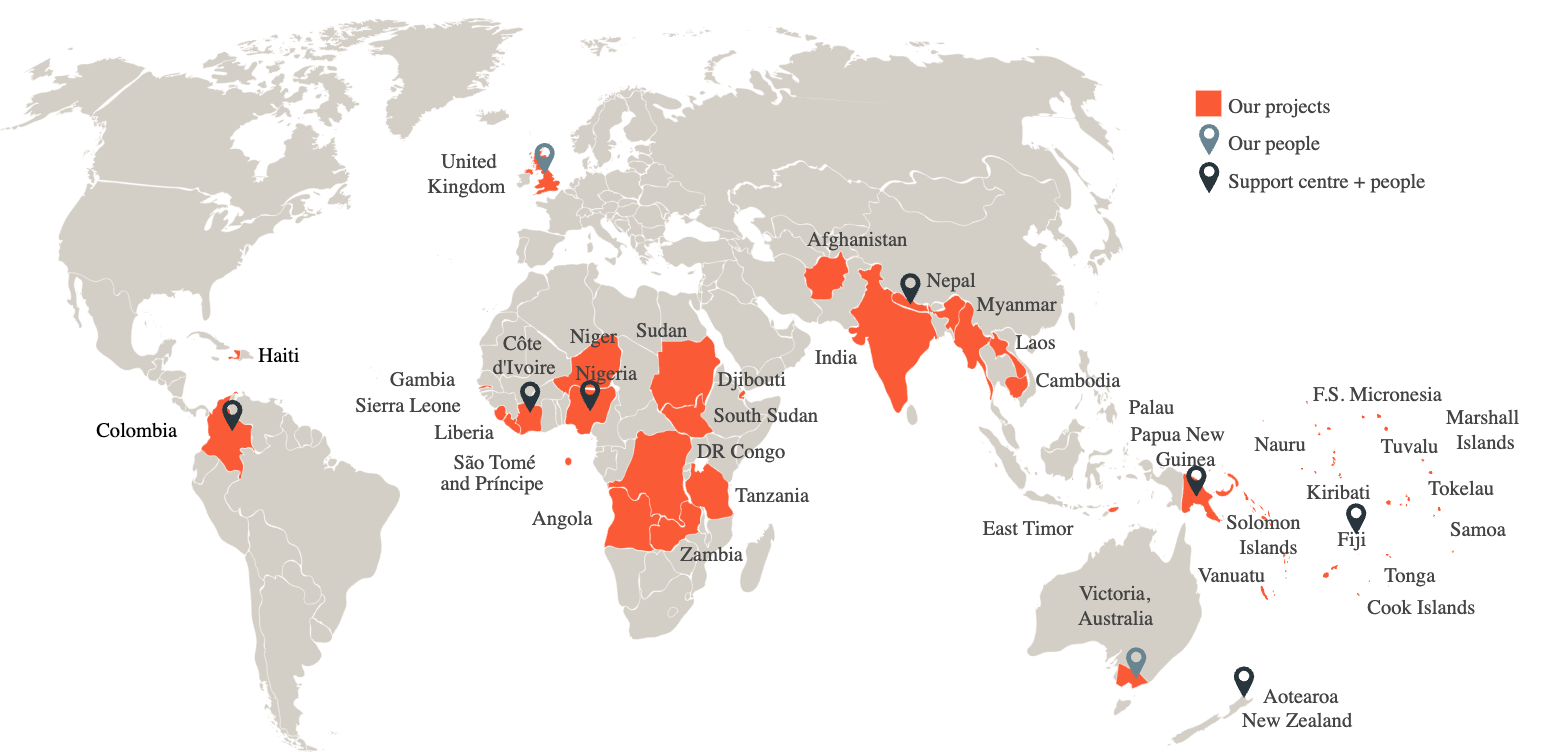 Our projects
Our people
Support centre + people
United
Kingdom
Afghanistan
Nepal
Myanmar
India
Laos
Cambodia
Haiti
Colombia
Côte
d'Ivoire
Niger
Sudan
Nigeria
Gambia
Sierra Leone
Liberia
Djibouti
South Sudan
São Tomé
and Príncipe
DR Congo
Tanzania
Angola
Zambia
Palau
F.S. Micronesia
Marshall
Islands
Papua New
Guinea
Nauru
Tuvalu
Kiribati
Tokelau
East Timor
Solomon
Islands
Fiji
Samoa
Vanuatu
Tonga
Cook Islands
Victoria,
Australia
Aotearoa
New Zealand